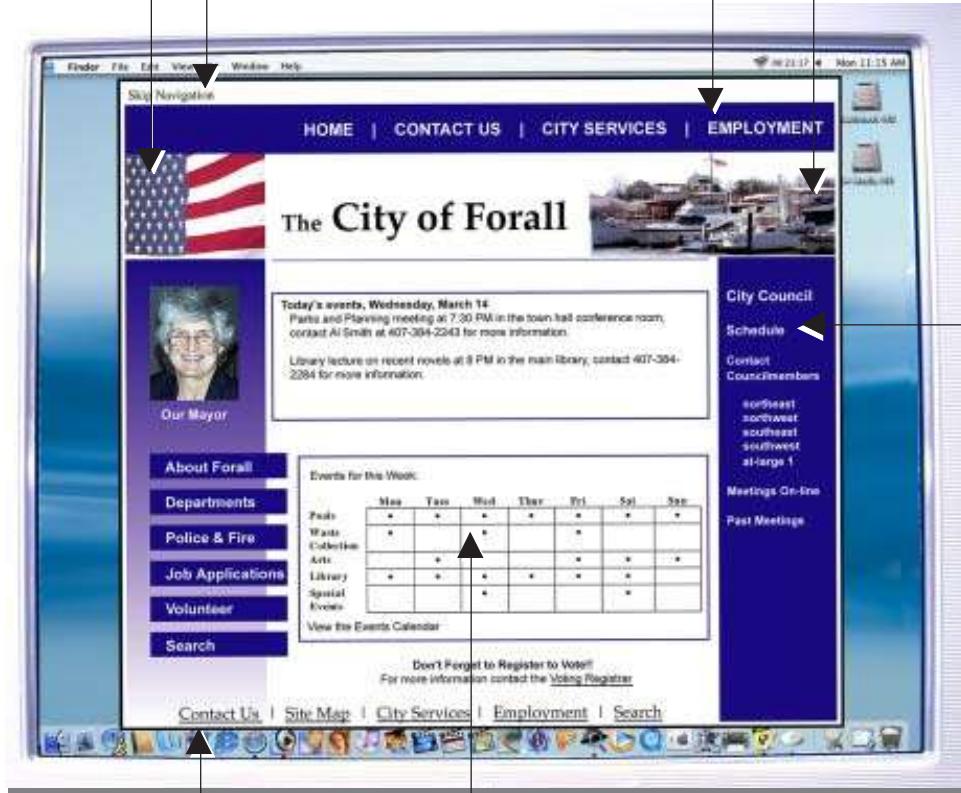 Finder File Edit View Window Help
Mon 11:15 AM
Skip Navigation
HOME | CONTACT US | CITY SERVICES | EMPLOYMENT
The City of Forall
Our Mayor
About Forall
Departments
Police & Fire
Job Applications
Volunteer
Search
Today's events, Wednesday, March 14
Parks and Planning meeting at 7:30 PM in the town hall conference room,
contact Al Smith at 407-384-2243 for more information.
Library lecture on recent novels at 8 PM in the main library, contact 407-384-
2284 for more information.
Events for this Week:
Mon Tues Wed Thur Fri Sat Sun
Pools
Waste
Collection
Arts
Library
Special
Events
View the Events Calendar
Don't Forget to Register to Vote!!
For more information contact the Voting Registrar
City Council
Schedule
Contact
Councilmembers
northeast
northwest
southeast
southwest
at-large 1
Meetings On-line
Past Meetings
Contact Us | Site Map | City Services | Employment | Search